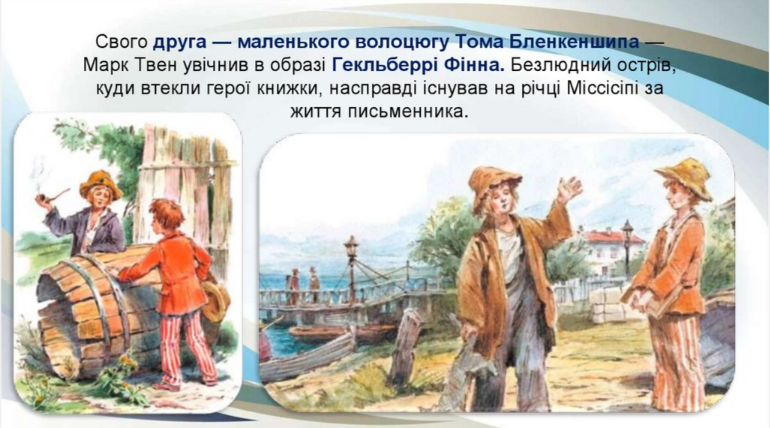 Свого друга — маленького волоцюгу Тома Бленкеншипа —
Марк Твен увічнив в образі Гекльберрі Фінна. Безлюдний острів,
куди втекли герої книжки, насправді існував на річці Міссісіпі за
життя письменника.